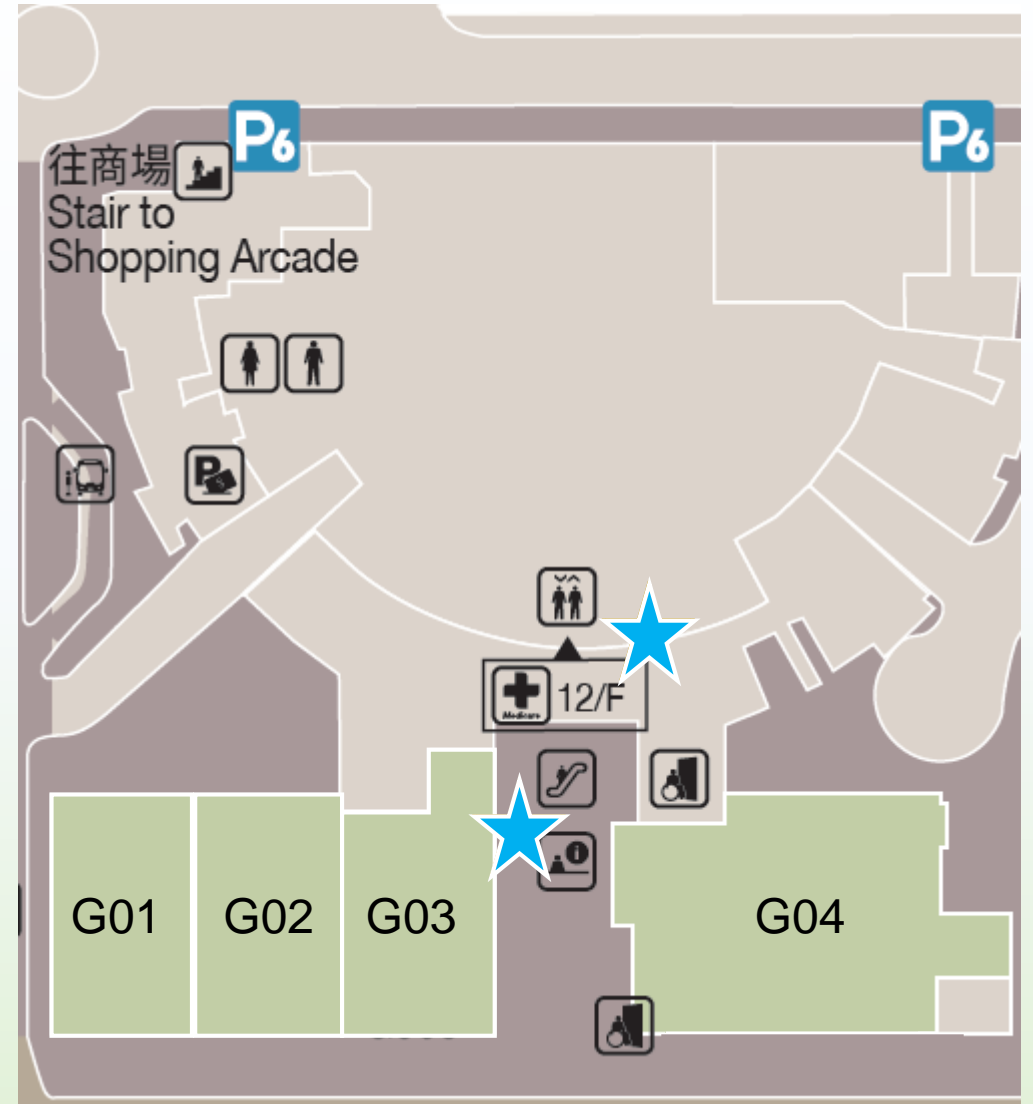 P6
P6
往商場
Stair to
Shopping Arcade
P
Medicare
12/F
i
G01
G02
G03
G04